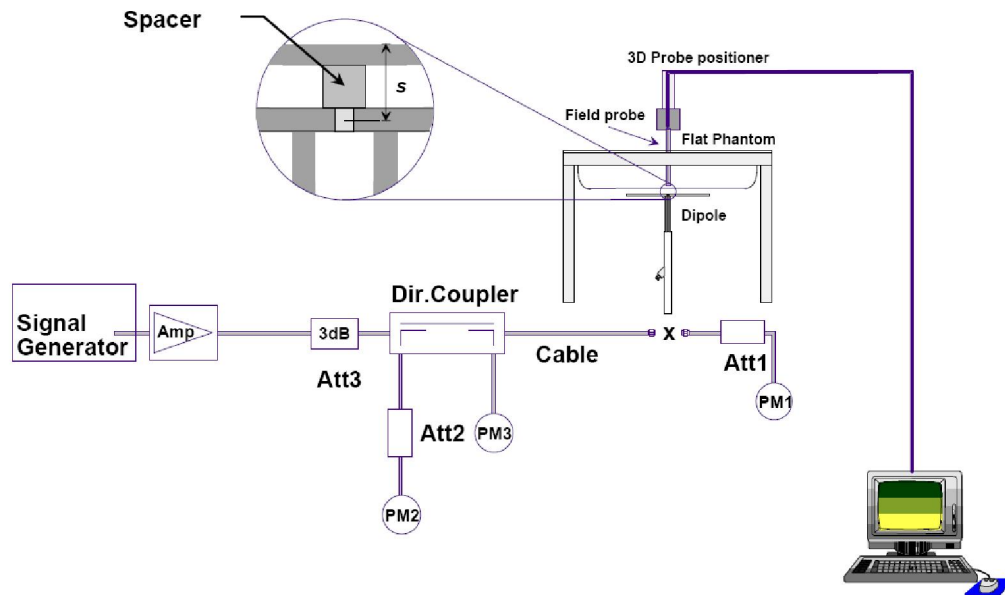 Spacer
s
3D Probe positioner
Field probe
Flat Phantom
Dipole
Signal
Generator
Amp
3dB
Att3
Dir.Coupler
Cable
x
Att1
PM1
Att2
PM3
PM2